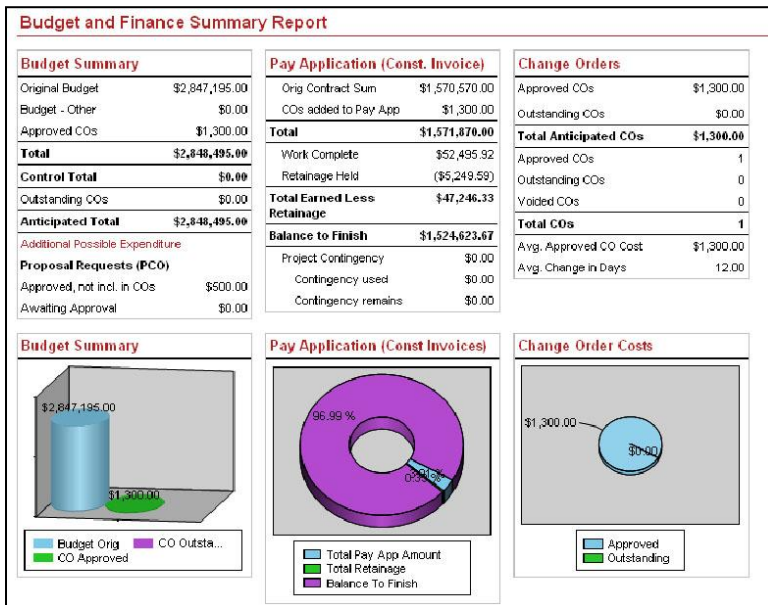 Budget and Finance Summary Report
Budget Summary
Original Budget $2,847,195.00
Budget - Other $0.00
Approved COs $1,300.00
Total $2,848,495.00
Control Total $0.00
Outstanding COs $0.00
Anticipated Total $2,848,495.00
Additional Possible Expenditure
Proposal Requests (PCO)
Approved, not incl. in COs $500.00
Awaiting Approval $0.00
Pay Application (Const. Invoice)
Orig Contract Sum $1,570,570.00
COs added to Pay App $1,300.00
Total $1,571,870.00
Work Complete $52,495.92
Retainage Held ($5,249.59)
Total Earned Less $47,246.33
Retainage
Balance to Finish $1,524,623.67
Project Contingency $0.00
Contingency used $0.00
Contingency remains $0.00
Change Orders
Approved COs $1,300.00
Outstanding COs $0.00
Total Anticipated COs $1,300.00
Approved COs 1
Outstanding COs 0
Voided COs 0
Total COs 1
Avg. Approved CO Cost $1,300.00
Avg. Change in Days 12.00
Budget Summary
$2,847,195.00
$1,300.00
Budget Orig CO Outsta...
CO Approved
Pay Application (Const Invoices)
96.99 %
Total Pay App Amount
Total Retainage
Balance To Finish
Change Order Costs
$1,300.00
$0.00
Approved
Outstanding